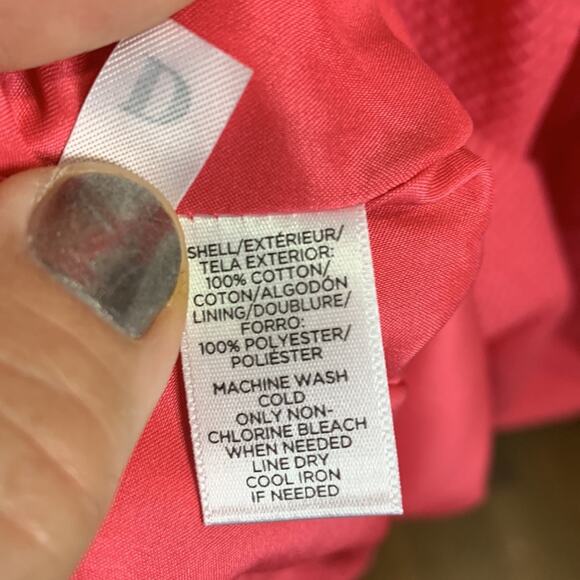 D
SHELL/EXTÉRIEUR/
TELA EXTERIOR:
100% COTTON/
COTON/ALGODÓN
LINING/DOUBLURE/
FORRO:
100% POLYESTER/
POLIÉSTER
MACHINE WASH
COLD
ONLY NON-
CHLORINE BLEACH
WHEN NEEDED
LINE DRY
COOL IRON
IF NEEDED